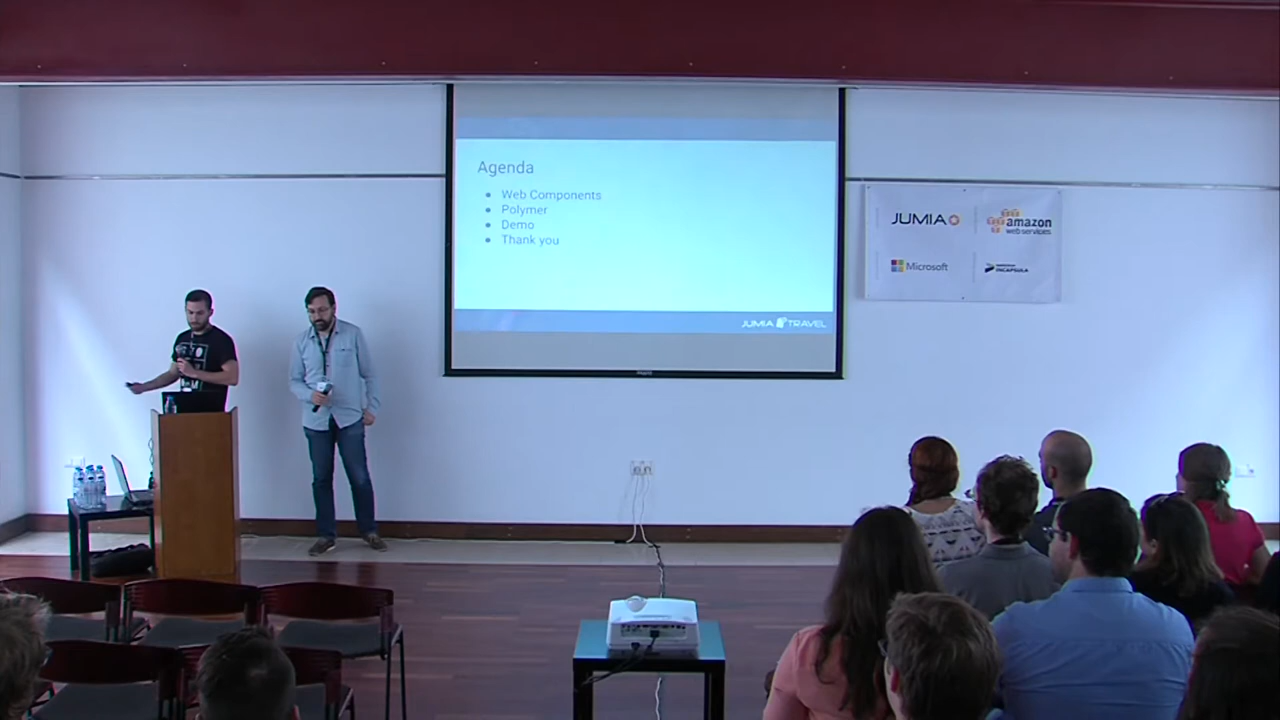 Agenda
Web Components
Polymer
Demo
Thank you
JUMIA TRAVEL
JUMIA
amazon
web services
Microsoft
INCAPSULA